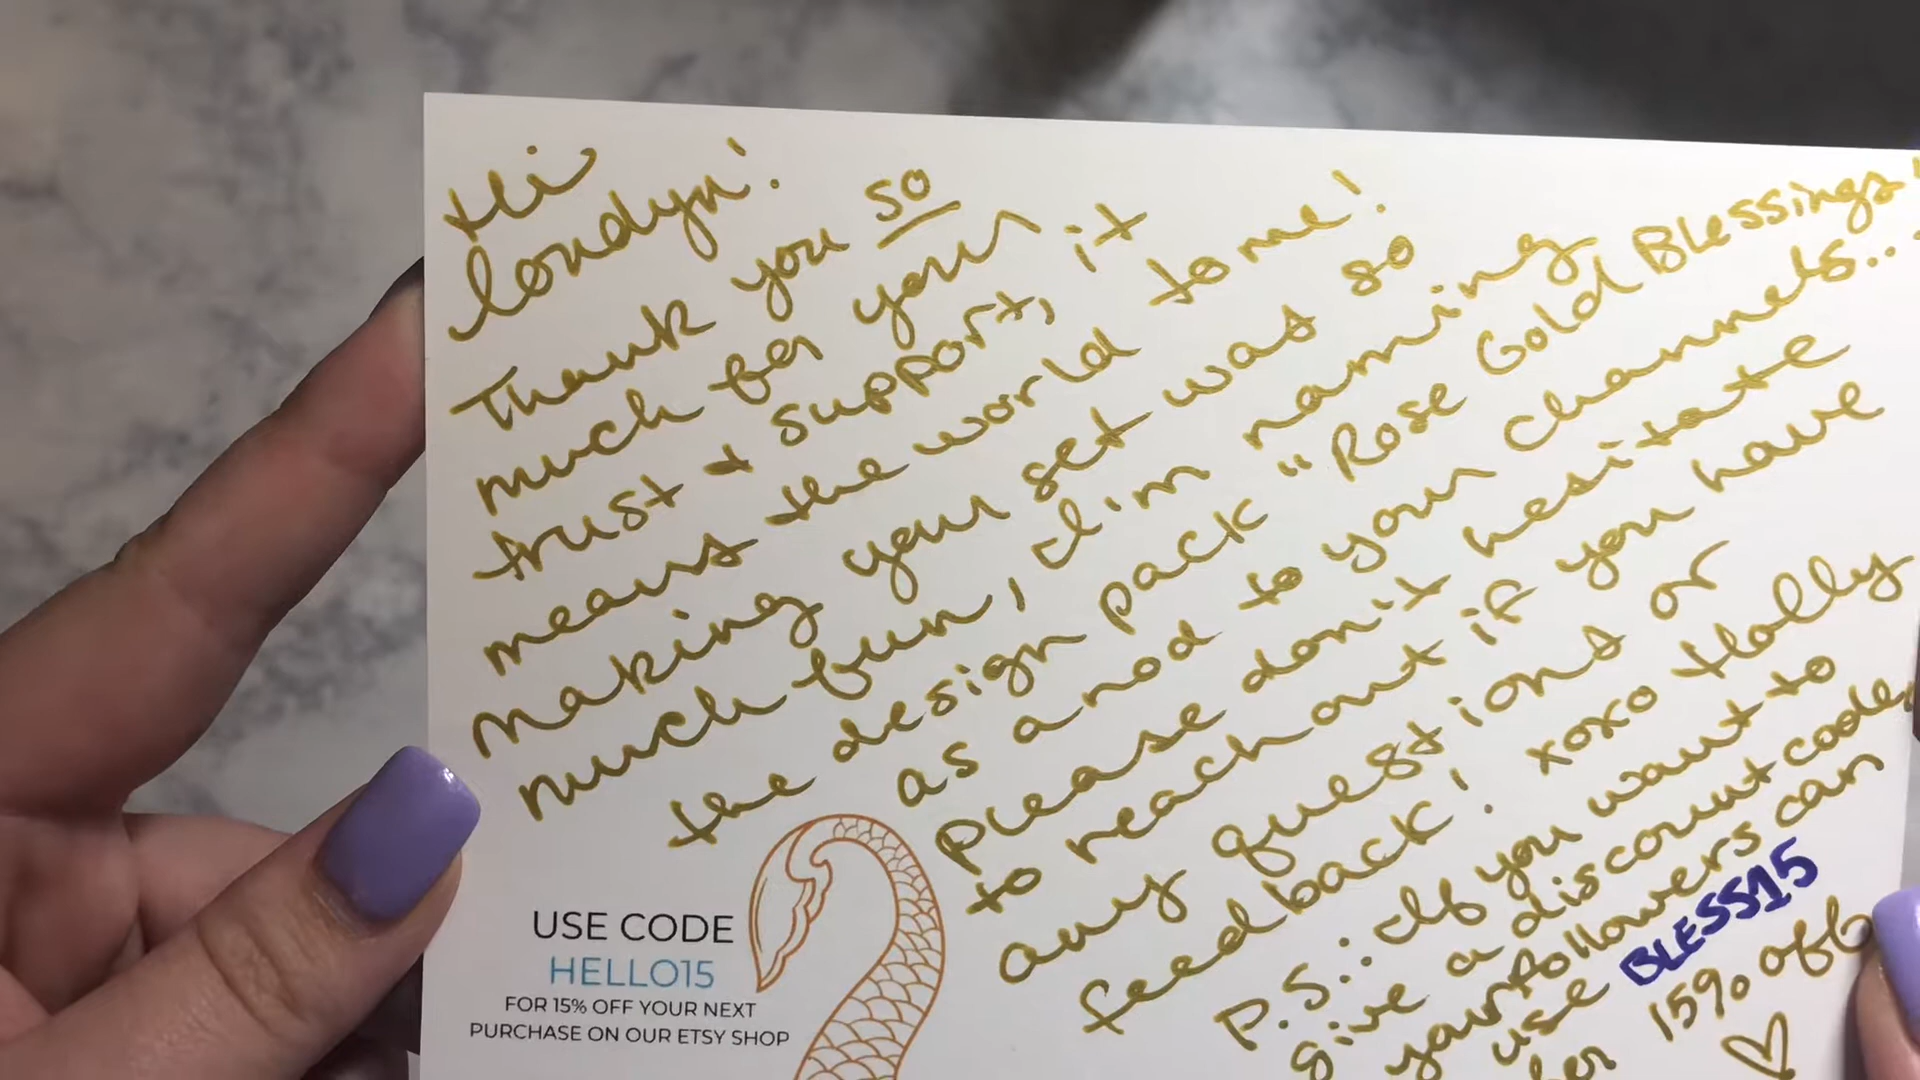 Hi
Londyn!
Thank you so
much for your
trust + support, it
means the world to me!
Making your set was so
much fun, I'm naming
the design pack "Rose Gold Blessings"
as a nod to your channels...
please don't hesitate
to reach out if you have
any questions or
feedback! xoxo Holly
P.S.: If you want to
give a discount code,
your followers can
use BLESS15
for 15% off
USE CODE
HELLO15
FOR 15% OFF YOUR NEXT
PURCHASE ON OUR ETSY SHOP